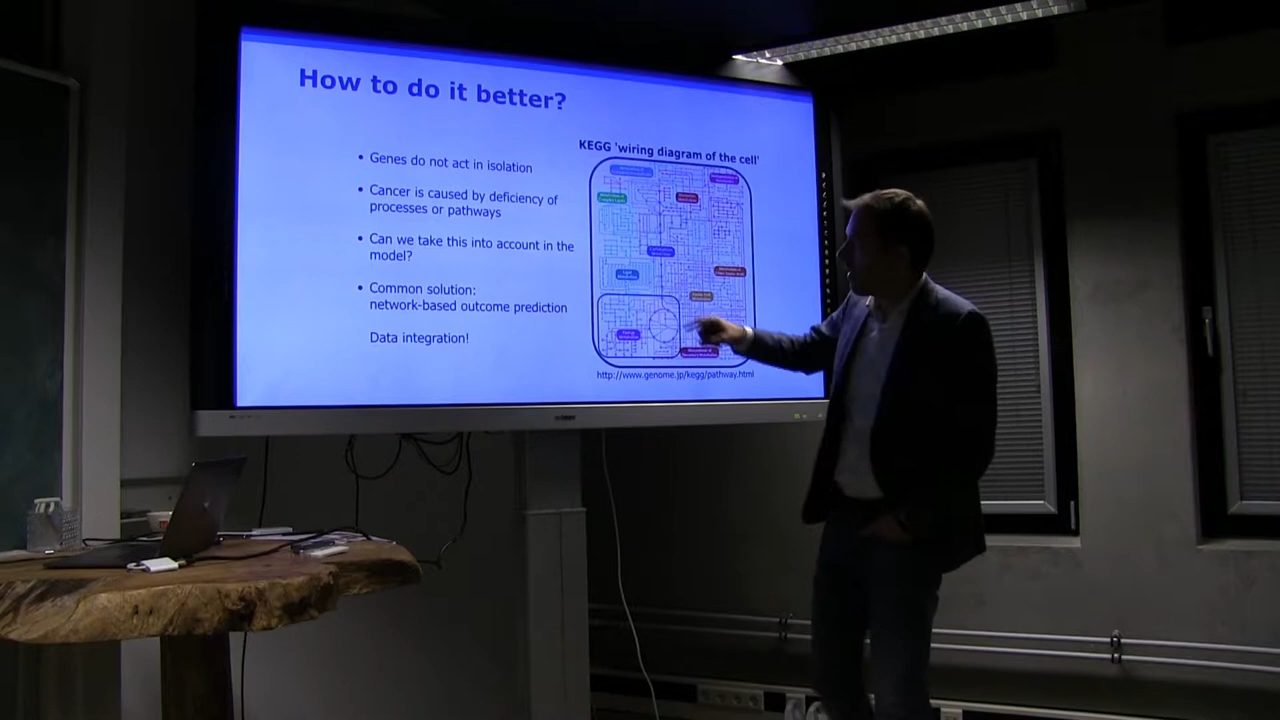 How to do it better?
• Genes do not act in isolation
• Cancer is caused by deficiency of
processes or pathways
• Can we take this into account in the
model?
• Common solution:
network-based outcome prediction
Data integration!
KEGG 'wiring diagram of the cell'
http://www.genome.jp/kegg/pathway.html